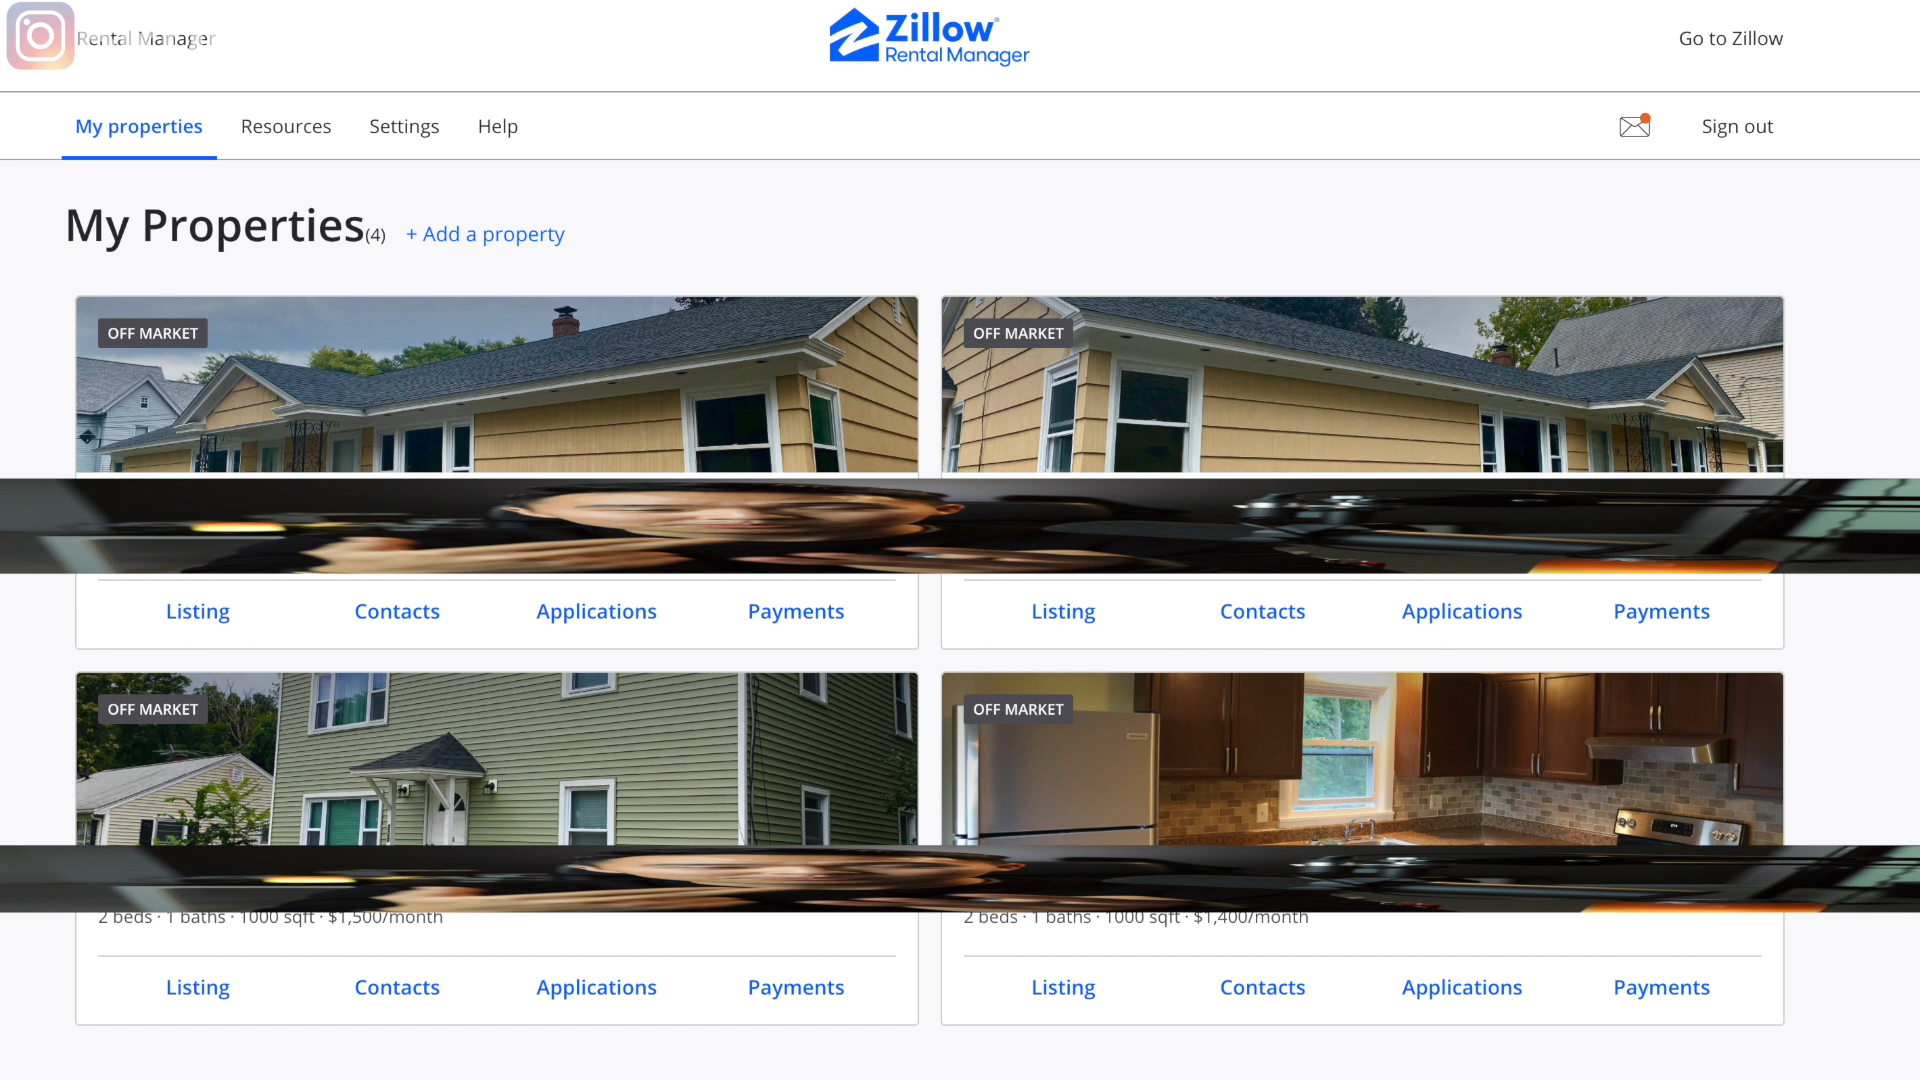 Rental Manager
Zillow
Rental Manager
Go to Zillow
My properties
Resources
Settings
Help
Sign out
My Properties(4)
+ Add a property
OFF MARKET
OFF MARKET
Listing
Contacts
Applications
Payments
Listing
Contacts
Applications
Payments
OFF MARKET
OFF MARKET
2 beds · 1 baths · 1000 sqft · $1,500/month
2 beds · 1 baths · 1000 sqft · $1,400/month
Listing
Contacts
Applications
Payments
Listing
Contacts
Applications
Payments